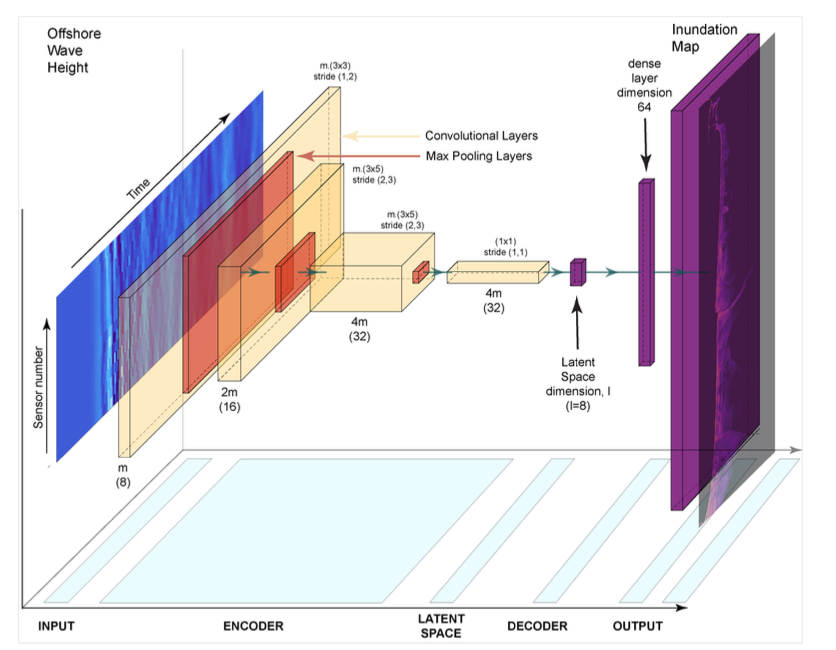 Offshore
Wave
Height
Inundation
Map
m.(3x3)
stride (1,2)
dense
layer
dimension
64
Convolutional Layers
Max Pooling Layers
m.(3x5)
stride (2,3)
Time
m.(3x5)
stride (2,3)
(1x1)
stride (1,1)
4m
(32)
4m
(32)
Sensor number
Latent
Space
dimension, l
(l=8)
2m
(16)
m
(8)
INPUT
ENCODER
LATENT
SPACE
DECODER
OUTPUT